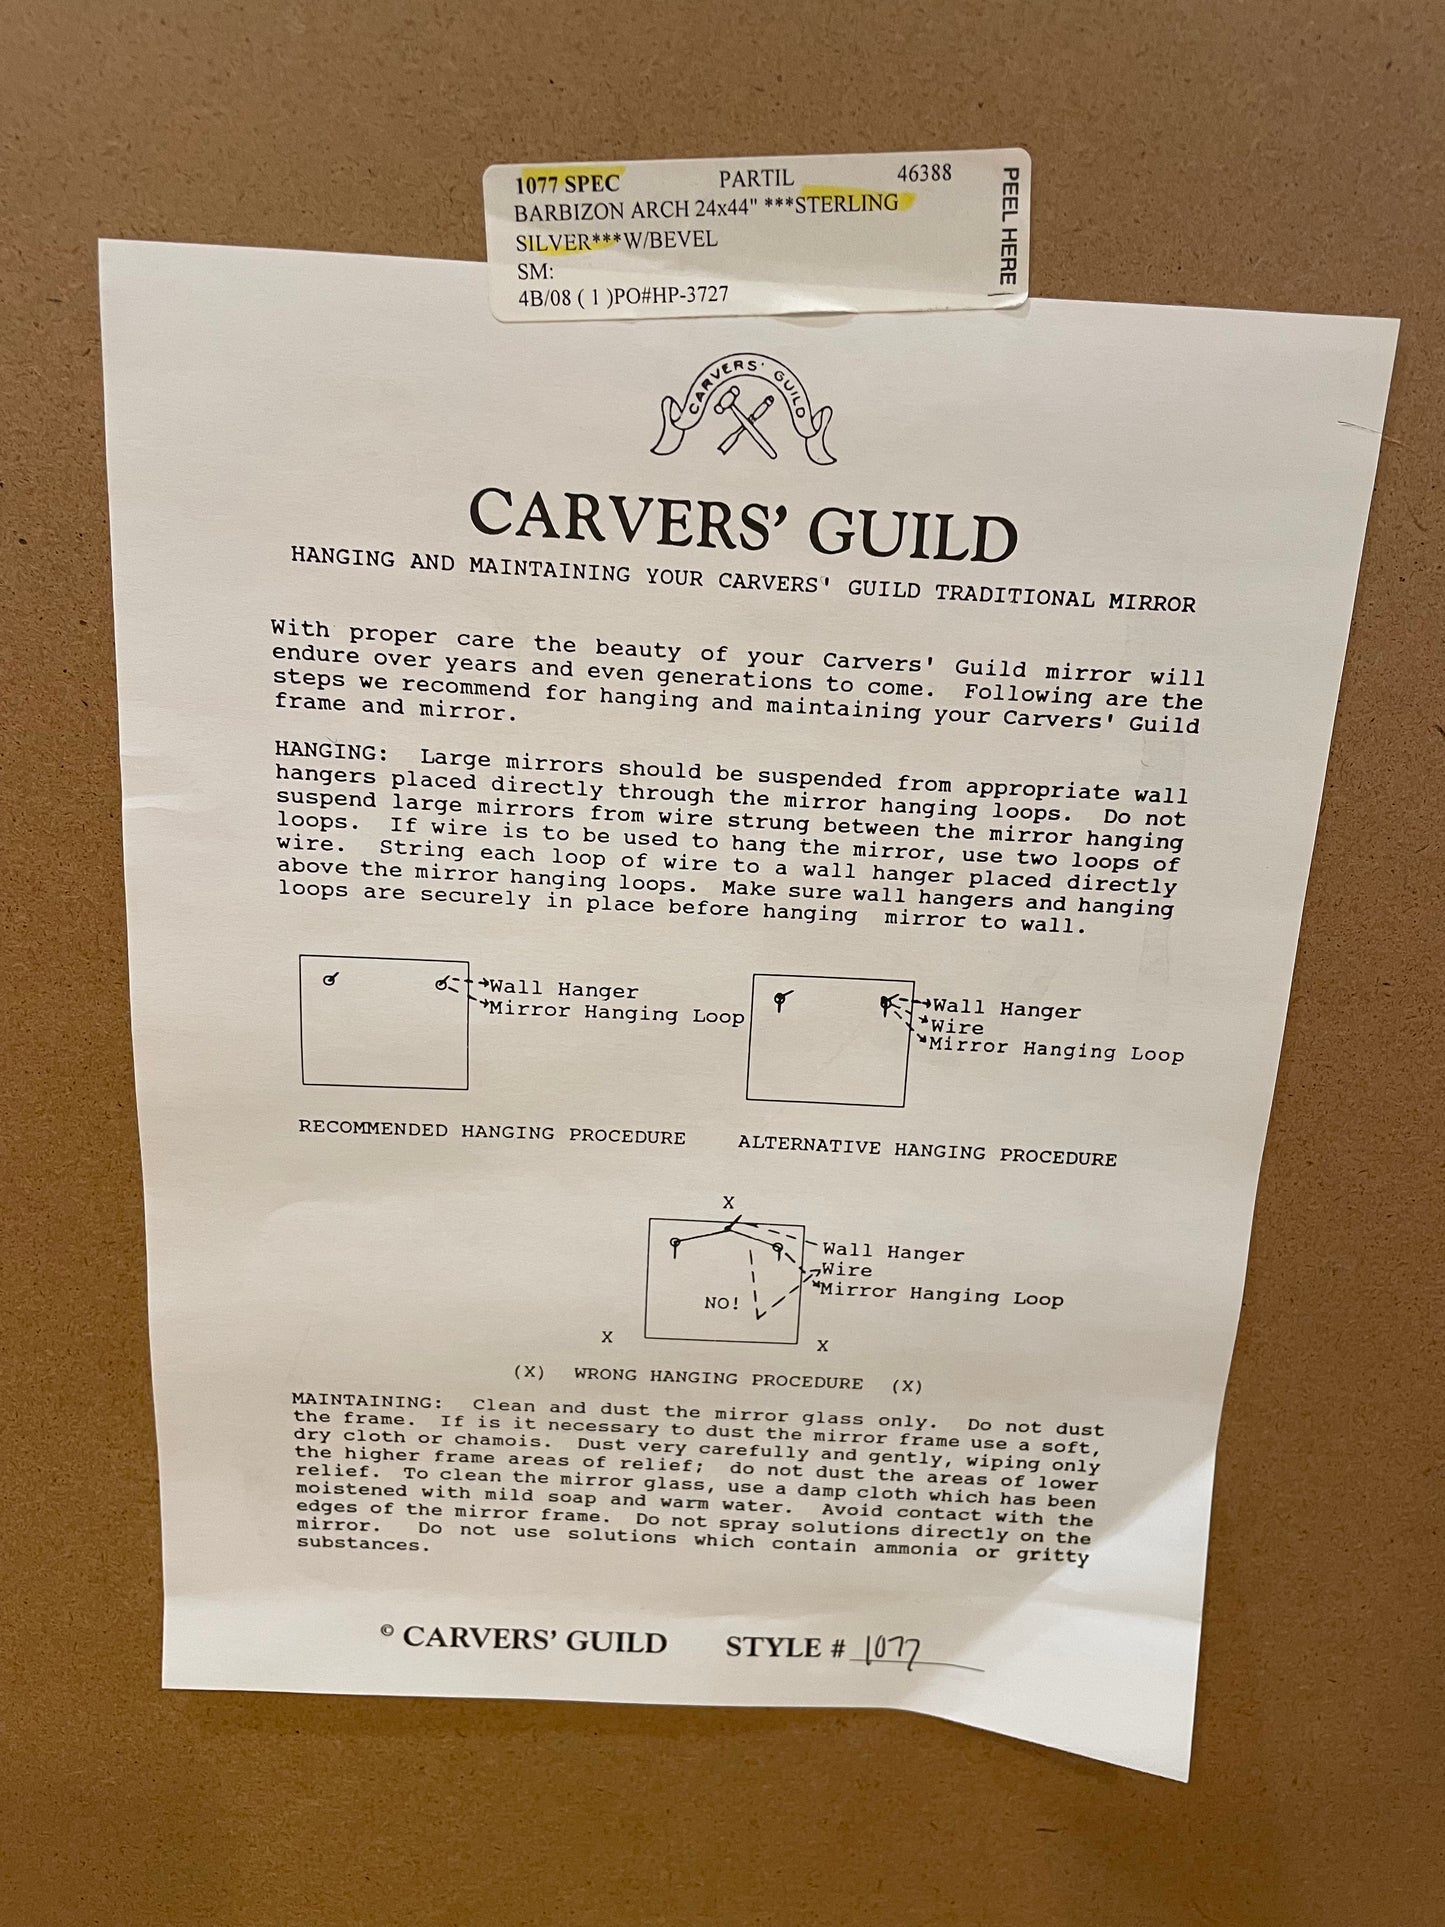 1077 SPEC PARTIL 46388
BARBIZON ARCH 24x44" ***STERLING
SILVER***W/BEVEL
SM:
4B/08 ( 1 )PO#HP-3727
PEEL HERE
CARVERS' GUILD
CARVERS' GUILD
HANGING AND MAINTAINING YOUR CARVERS' GUILD TRADITIONAL MIRROR
With proper care the beauty of your Carvers' Guild mirror will
endure over years and even generations to come. Following are the
steps we recommend for hanging and maintaining your Carvers' Guild
frame and mirror.
HANGING: Large mirrors should be suspended from appropriate wall
hangers placed directly through the mirror hanging loops. Do not
suspend large mirrors from wire strung between the mirror hanging
loops. If wire is to be used to hang the mirror, use two loops of
wire. String each loop of wire to a wall hanger placed directly
above the mirror hanging loops. Make sure wall hangers and hanging
loops are securely in place before hanging mirror to wall.
Wall Hanger
Mirror Hanging Loop
Wall Hanger
Wire
Mirror Hanging Loop
RECOMMENDED HANGING PROCEDURE
ALTERNATIVE HANGING PROCEDURE
X
Wall Hanger
Wire
Mirror Hanging Loop
NO!
X X
(X) WRONG HANGING PROCEDURE (X)
MAINTAINING: Clean and dust the mirror glass only. Do not dust
the frame. If is it necessary to dust the mirror frame use a soft,
dry cloth or chamois. Dust very carefully and gently, wiping only
the higher frame areas of relief; do not dust the areas of lower
relief. To clean the mirror glass, use a damp cloth which has been
moistened with mild soap and warm water. Avoid contact with the
edges of the mirror frame. Do not spray solutions directly on the
mirror. Do not use solutions which contain ammonia or gritty
substances.
© CARVERS' GUILD STYLE # 1077